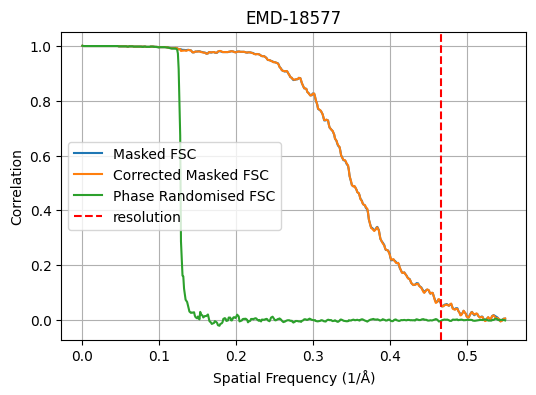 EMD-18577
1.0
0.8
0.6
0.4
0.2
0.0
Correlation
Masked FSC
Corrected Masked FSC
Phase Randomised FSC
resolution
0.0 0.1 0.2 0.3 0.4 0.5
Spatial Frequency (1/Å)